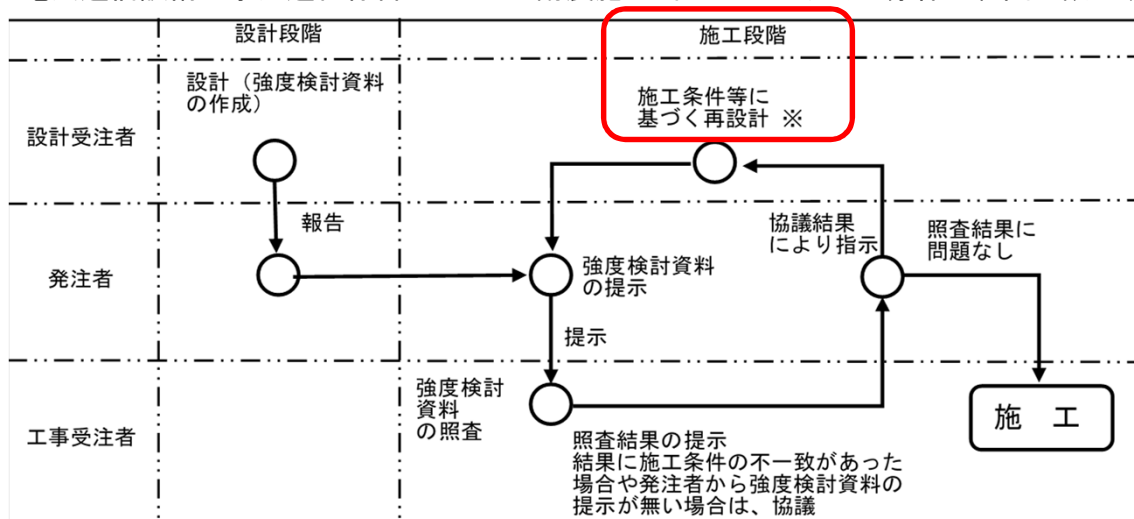 設計段階
施工段階
設計（強度検討資料
の作成）
施工条件等に
基づく再設計 ※
設計受注者
報告
協議結果
により指示
照査結果に
問題なし
発注者
強度検討資料
の提示
提示
強度検討
資料
の照査
工事受注者
施 工
照査結果の提示
結果に施工条件の不一致があった
場合や発注者から強度検討資料の
提示が無い場合は、協議